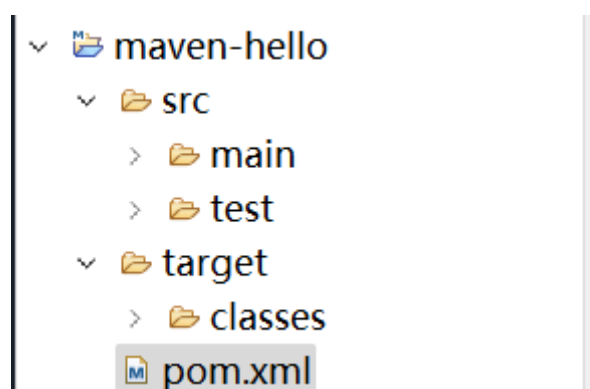 maven-hello
src
main
test
target
classes
pom.xml